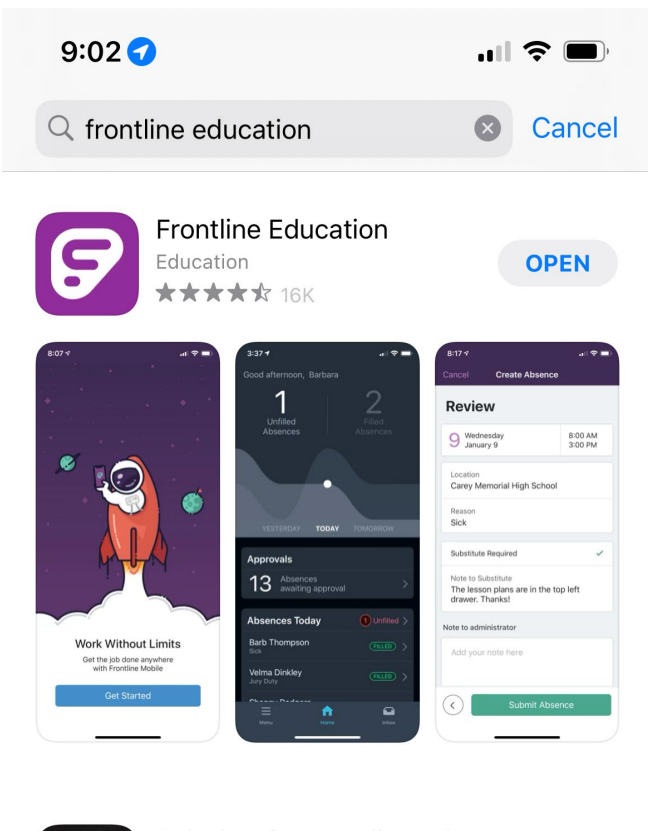 9:02
frontline education
Cancel
Frontline Education
Education
16K
OPEN
8:07
Work Without Limits
Get the job done anywhere
with Frontline Mobile
Get Started
3:37
Good afternoon, Barbara
1
Unfilled
Absences
2
Filled
Absences
YESTERDAY
TODAY
TOMORROW
Approvals
13
Absences
awaiting approval
Absences Today
1 Unfilled
Barb Thompson
Sick
FILLED
Velma Dinkley
Jury Duty
FILLED
Menu
Home
Inbox
8:17
Cancel
Create Absence
Review
9
Wednesday
January 9
8:00 AM
3:00 PM
Location
Carey Memorial High School
Reason
Sick
Substitute Required
Note to Substitute
The lesson plans are in the top left
drawer. Thanks!
Note to administrator
Add your note here
Submit Absence